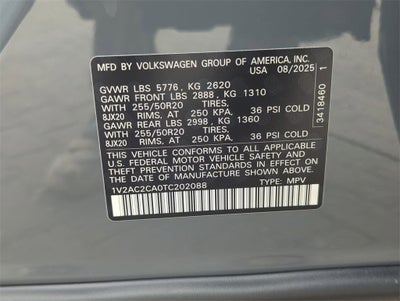 MFD BY VOLKSWAGEN GROUP OF AMERICA, INC.
USA 08/2025
GVWR LBS 5776, KG 2620
GAWR FRONT LBS 2888, KG 1310
WITH 255/50R20 TIRES,
8JX20 RIMS, AT 250 KPA, 36 PSI COLD
GAWR REAR LBS 2998, KG 1360
WITH 255/50R20 TIRES,
8JX20 RIMS, AT 250 KPA, 36 PSI COLD
THIS VEHICLE CONFORMS TO ALL APPLICABLE
U.S. FEDERAL MOTOR VEHICLE SAFETY
STANDARDS IN EFFECT ON THE DATE OF
MANUFACTURE SHOWN ABOVE.
1V2AC2CA0TC202088 TYPE: MPV
3418460 1